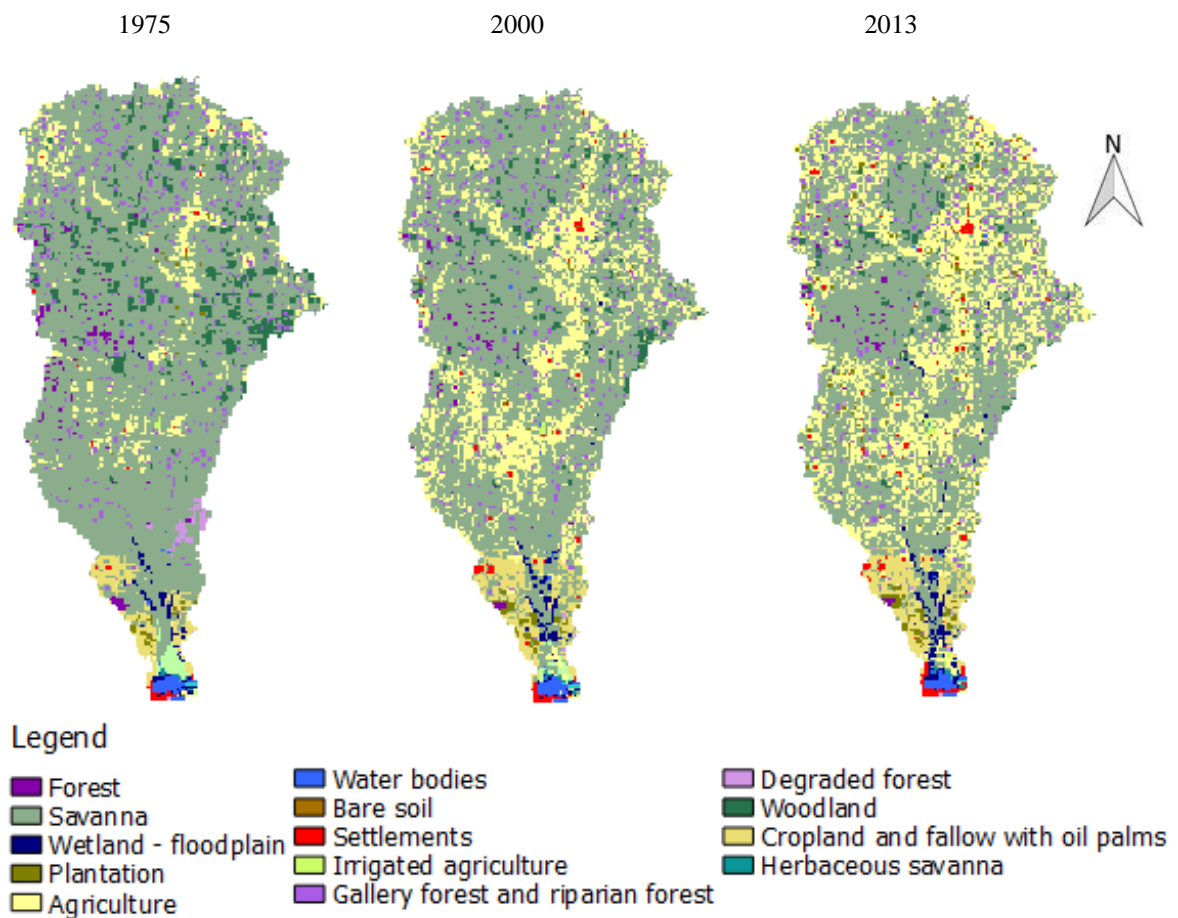 1975 2000 2013
N
Legend
Forest
Savanna
Wetland - floodplain
Plantation
Agriculture
Water bodies
Bare soil
Settlements
Irrigated agriculture
Gallery forest and riparian forest
Degraded forest
Woodland
Cropland and fallow with oil palms
Herbaceous savanna